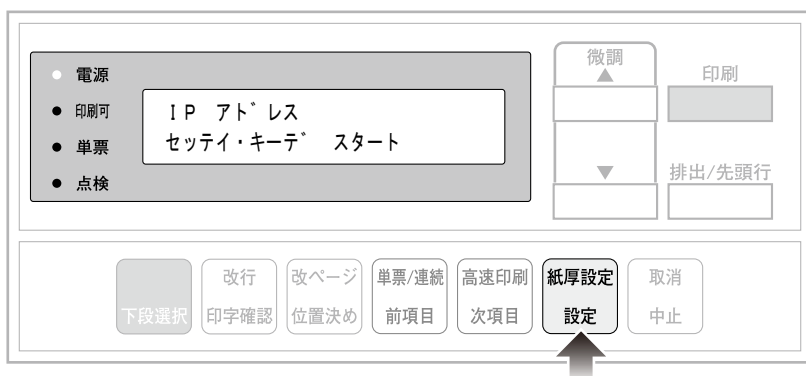 電源
印刷可
単票
点検
IP アドレス
セッテイ・キーデ スタート
微調
▲
▼
印刷
排出/先頭行
下段選択
改行
印字確認
改ページ
位置決め
単票/連続
前項目
高速印刷
次項目
紙厚設定
設定
取消
中止